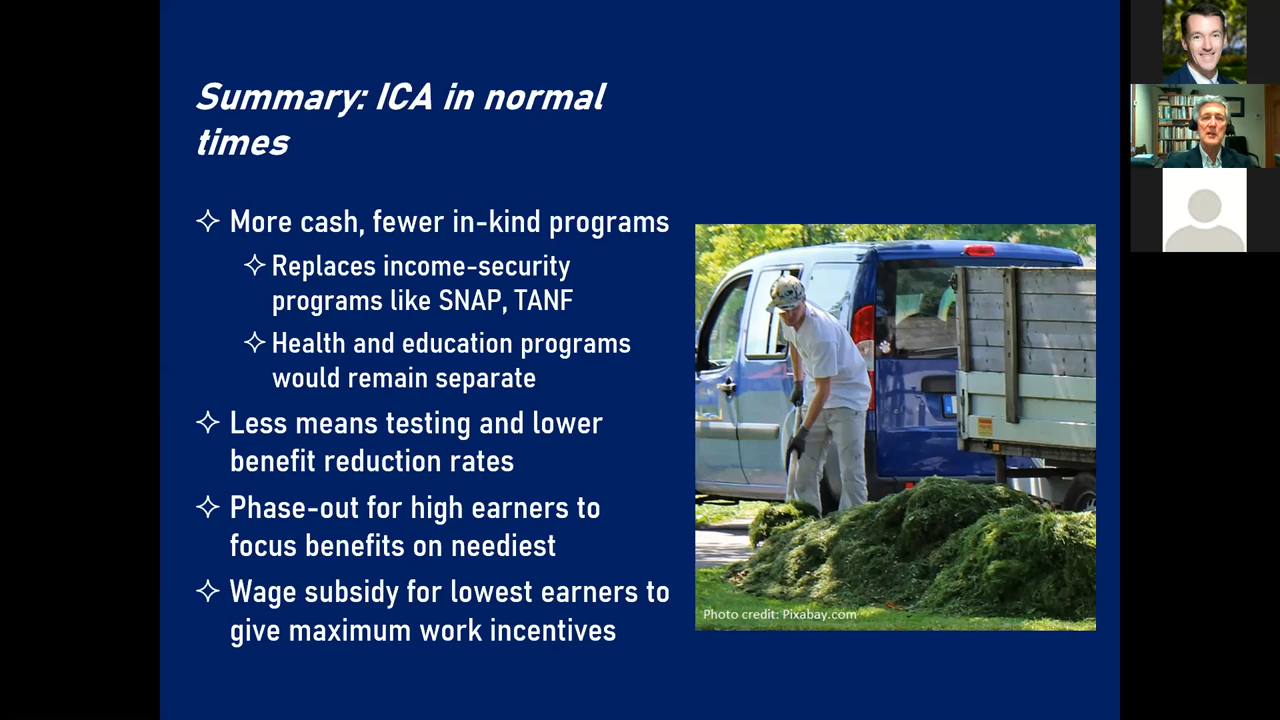 Summary: ICA in normal
times
More cash, fewer in-kind programs
Replaces income-security
programs like SNAP, TANF
Health and education programs
would remain separate
Less means testing and lower
benefit reduction rates
Phase-out for high earners to
focus benefits on neediest
Wage subsidy for lowest earners to
give maximum work incentives
Photo credit: Pixabay.com